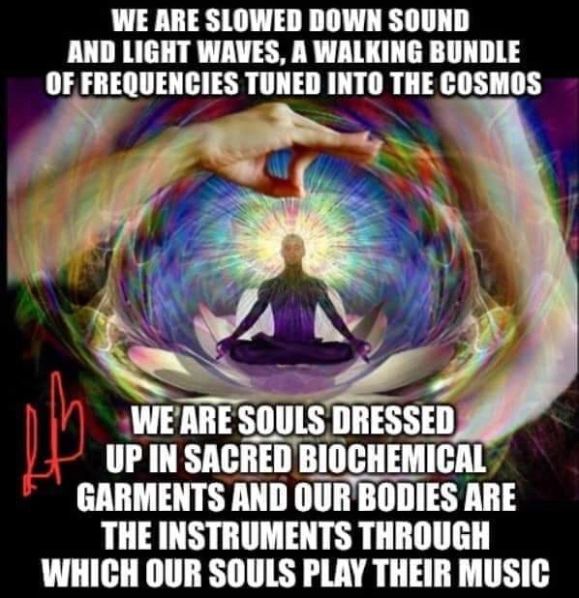 WE ARE SLOWED DOWN SOUND
AND LIGHT WAVES, A WALKING BUNDLE
OF FREQUENCIES TUNED INTO THE COSMOS
WE ARE SOULS DRESSED
UP IN SACRED BIOCHEMICAL
GARMENTS AND OUR BODIES ARE
THE INSTRUMENTS THROUGH
WHICH OUR SOULS PLAY THEIR MUSIC